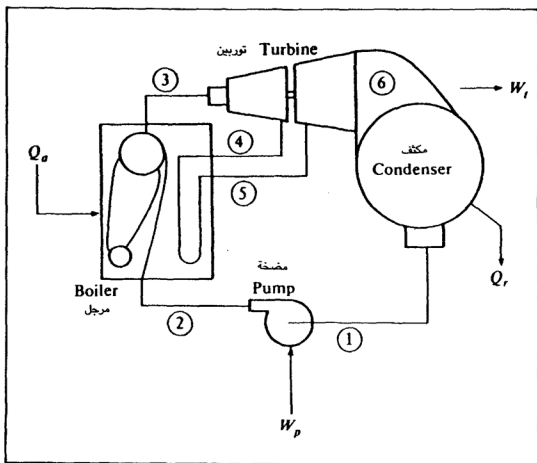 توربين Turbine
③
⑥
W_t
④
مكثف
Condenser
Q_a
⑤
مضخة
Pump
Q_r
Boiler
مرجل
②
①
W_p